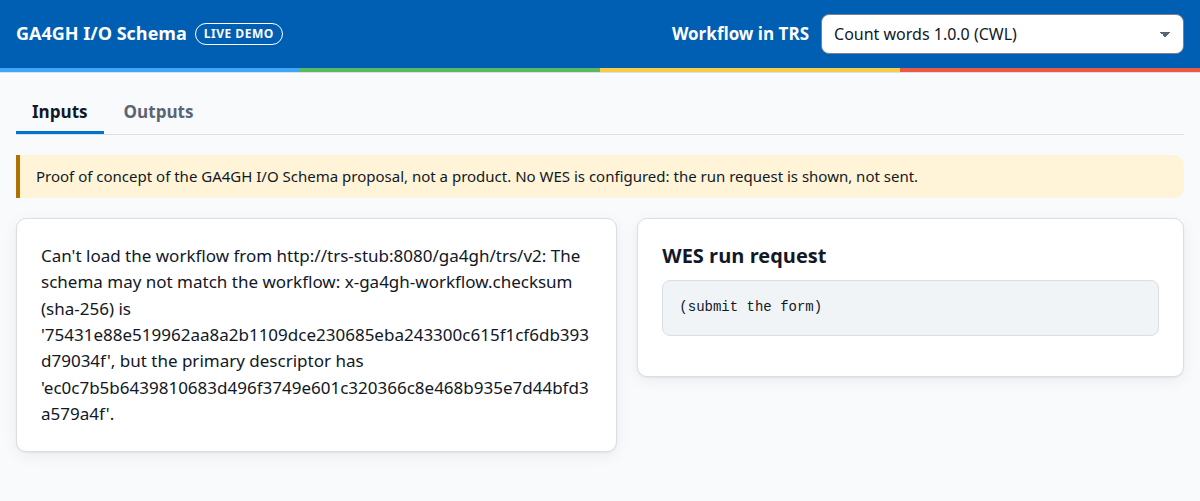 GA4GH I/O Schema
LIVE DEMO
Workflow in TRS
Count words 1.0.0 (CWL)
Inputs
Outputs
Proof of concept of the GA4GH I/O Schema proposal, not a product. No WES is configured: the run request is shown, not sent.
Can't load the workflow from http://trs-stub:8080/ga4gh/trs/v2: The
schema may not match the workflow: x-ga4gh-workflow.checksum
(sha-256) is
'75431e88e519962aa8a2b1109dce230685eba243300c615f1cf6db393
d79034f', but the primary descriptor has
'ec0c7b5b6439810683d496f3749e601c320366c8e468b935e7d44bfd3
a579a4f'.
WES run request
(submit the form)